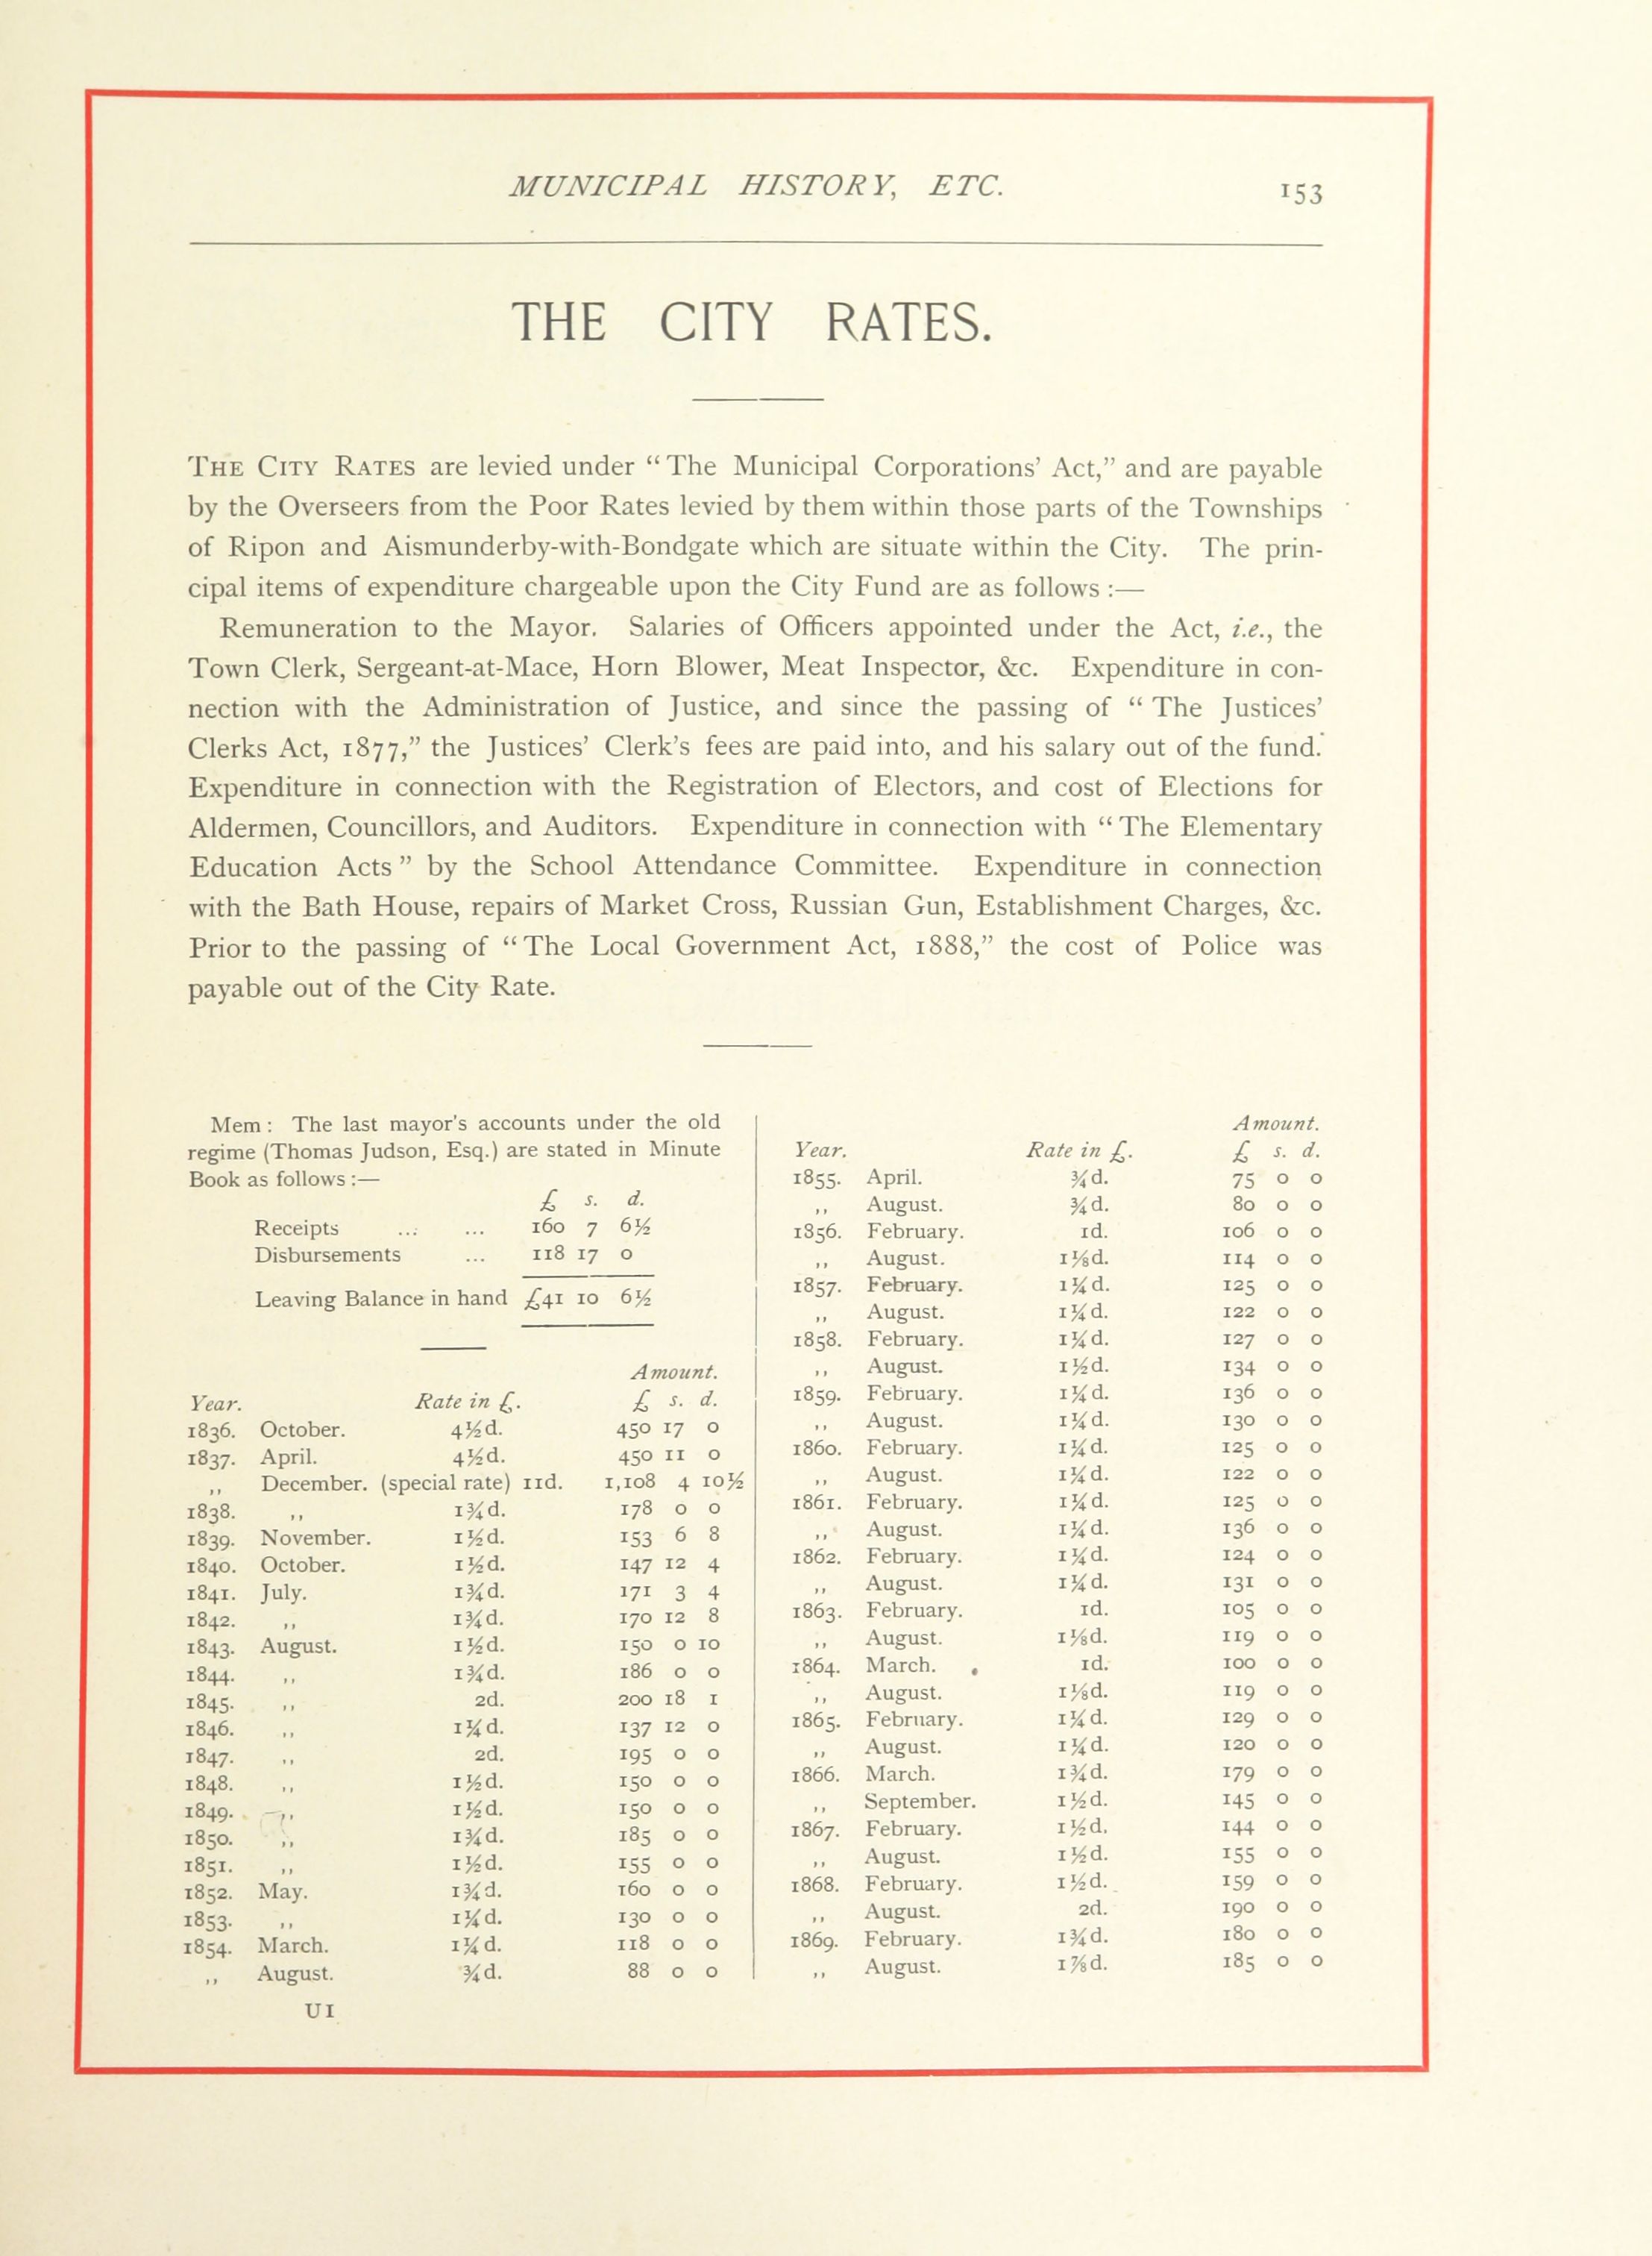 MUNICIPAL HISTORY, ETC. 153
THE CITY RATES.
THE CITY RATES are levied under “The Municipal Corporations’ Act,” and are payable
by the Overseers from the Poor Rates levied by them within those parts of the Townships
of Ripon and Aismunderby-with-Bondgate which are situate within the City. The prin-
cipal items of expenditure chargeable upon the City Fund are as follows :—
Remuneration to the Mayor. Salaries of Officers appointed under the Act, i.e., the
Town Clerk, Sergeant-at-Mace, Horn Blower, Meat Inspector, &c. Expenditure in con-
nection with the Administration of Justice, and since the passing of “The Justices’
Clerks Act, 1877,” the Justices’ Clerk’s fees are paid into, and his salary out of the fund.
Expenditure in connection with the Registration of Electors, and cost of Elections for
Aldermen, Councillors, and Auditors. Expenditure in connection with “The Elementary
Education Acts” by the School Attendance Committee. Expenditure in connection
with the Bath House, repairs of Market Cross, Russian Gun, Establishment Charges, &c.
Prior to the passing of “The Local Government Act, 1888,” the cost of Police was
payable out of the City Rate.
Mem : The last mayor's accounts under the old
regime (Thomas Judson, Esq.) are stated in Minute
Book as follows :—
£ s. d.
Receipts ... ... 160 7 6½
Disbursements ... 118 17 0
Leaving Balance in hand £41 10 6½
Amount.
Year. Rate in £. £ s. d.
1836. October. 4½d. 450 17 0
1837. April. 4½d. 450 11 0
,, December. (special rate) 11d. 1,108 4 10½
1838. ,, 1¾d. 178 0 0
1839. November. 1½d. 153 6 8
1840. October. 1½d. 147 12 4
1841. July. 1¾d. 171 3 4
1842. ,, 1¾d. 170 12 8
1843. August. 1½d. 150 0 10
1844. ,, 1¾d. 186 0 0
1845. ,, 2d. 200 18 1
1846. ,, 1¼d. 137 12 0
1847. ,, 2d. 195 0 0
1848. ,, 1½d. 150 0 0
1849. ,, 1½d. 150 0 0
1850. ,, 1¾d. 185 0 0
1851. ,, 1½d. 155 0 0
1852. May. 1¾d. 160 0 0
1853. ,, 1¼d. 130 0 0
1854. March. 1¼d. 118 0 0
,, August. ¾d. 88 0 0
UI
Amount.
Year. Rate in £. £ s. d.
1855. April. ¾d. 75 0 0
,, August. ¾d. 80 0 0
1856. February. 1d. 106 0 0
,, August. 1⅛d. 114 0 0
1857. February. 1¼d. 125 0 0
,, August. 1¼d. 122 0 0
1858. February. 1¼d. 127 0 0
,, August. 1½d. 134 0 0
1859. February. 1¼d. 136 0 0
,, August. 1¼d. 130 0 0
1860. February. 1¼d. 125 0 0
,, August. 1¼d. 122 0 0
1861. February. 1¼d. 125 0 0
,, August. 1¼d. 136 0 0
1862. February. 1¼d. 124 0 0
,, August. 1¼d. 131 0 0
1863. February. 1d. 105 0 0
,, August. 1⅛d. 119 0 0
1864. March. 1d. 100 0 0
,, August. 1⅛d. 119 0 0
1865. February. 1¼d. 129 0 0
,, August. 1¼d. 120 0 0
1866. March. 1¾d. 179 0 0
,, September. 1½d. 145 0 0
1867. February. 1½d. 144 0 0
,, August. 1½d. 155 0 0
1868. February. 1½d. 159 0 0
,, August. 2d. 190 0 0
1869. February. 1¾d. 180 0 0
,, August. 1⅞d. 185 0 0